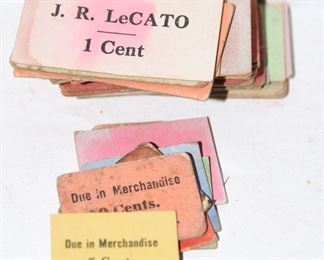 J. R. LeCATO
1 Cent
Due in Merchandise
Cents.
Due in Merchandise